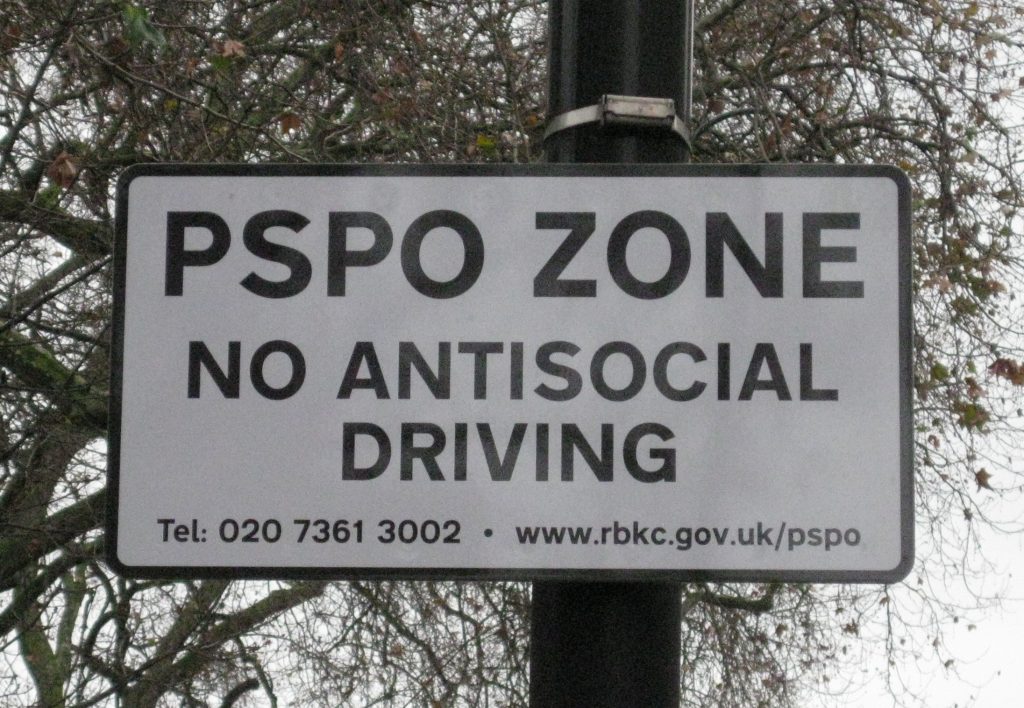 PSPO ZONE
NO ANTISOCIAL
DRIVING
Tel: 020 7361 3002 • www.rbkc.gov.uk/pspo